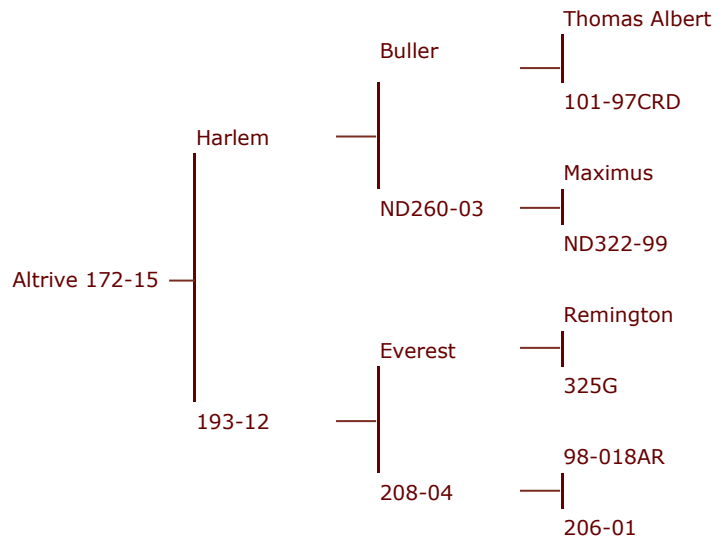 Thomas Albert
Buller
101-97CRD
Harlem
Maximus
ND260-03
ND322-99
Altrive 172-15
Remington
Everest
325G
193-12
98-018AR
208-04
206-01